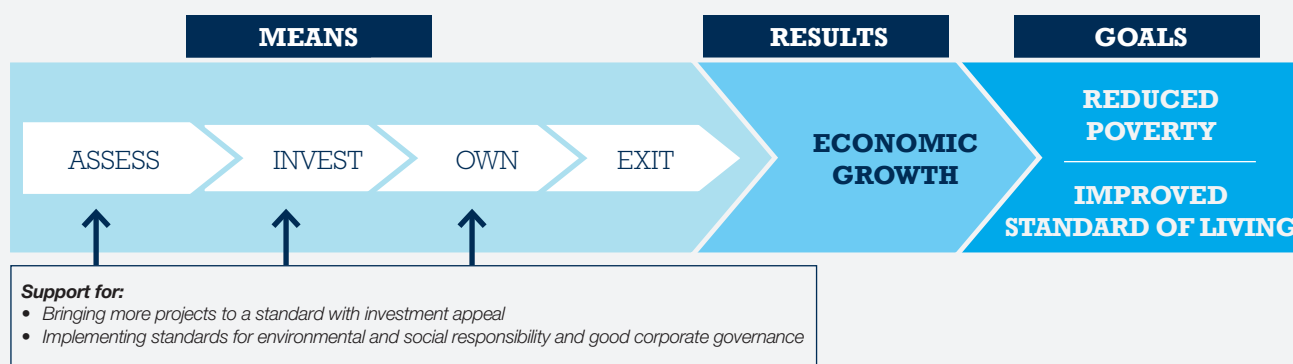 MEANS
RESULTS
GOALS
ASSESS
INVEST
OWN
EXIT
ECONOMIC
GROWTH
REDUCED
POVERTY
IMPROVED
STANDARD OF LIVING
Support for:
• Bringing more projects to a standard with investment appeal
• Implementing standards for environmental and social responsibility and good corporate governance